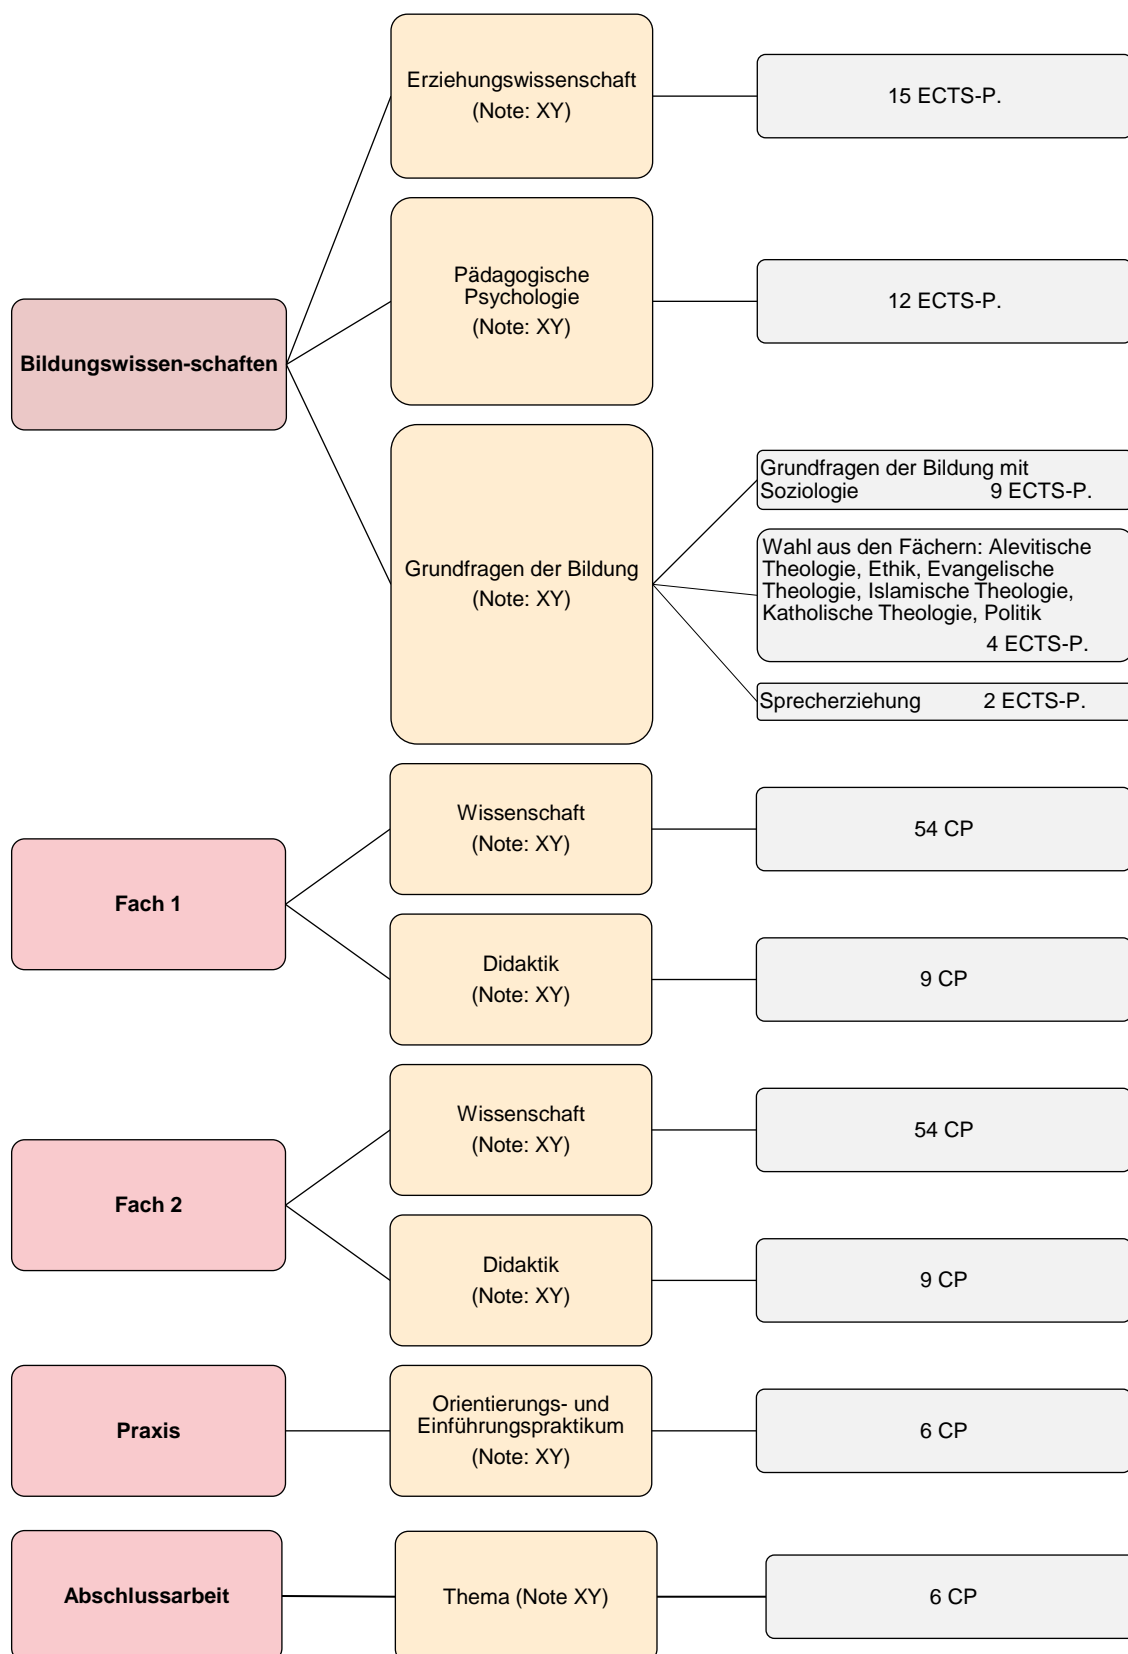 Erziehungswissenschaft
(Note: XY)
15 ECTS-P.
Pädagogische
Psychologie
(Note: XY)
12 ECTS-P.
Bildungswissen-schaften
Grundfragen der Bildung
(Note: XY)
Grundfragen der Bildung mit
Soziologie 9 ECTS-P.
Wahl aus den Fächern: Alevitische
Theologie, Ethik, Evangelische
Theologie, Islamische Theologie,
Katholische Theologie, Politik
4 ECTS-P.
Sprecherziehung 2 ECTS-P.
Fach 1
Wissenschaft
(Note: XY)
54 CP
Didaktik
(Note: XY)
9 CP
Fach 2
Wissenschaft
(Note: XY)
54 CP
Didaktik
(Note: XY)
9 CP
Praxis
Orientierungs- und
Einführungspraktikum
(Note: XY)
6 CP
Abschlussarbeit
Thema (Note XY)
6 CP